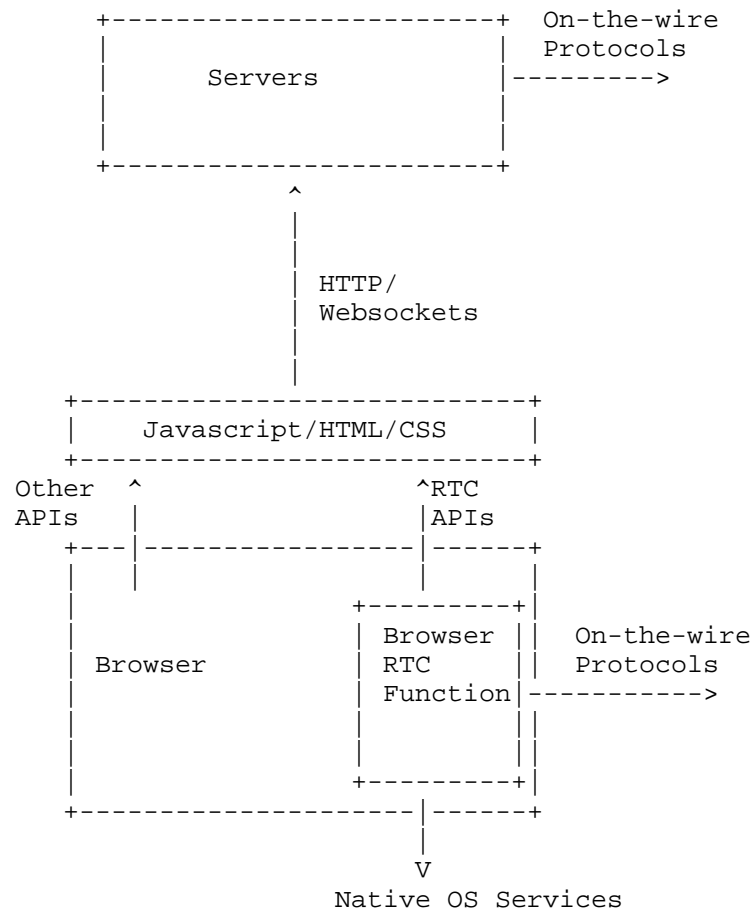 On-the-wire
Protocols
Servers
HTTP/
Websockets
Javascript/HTML/CSS
Other
APIs
RTC
APIs
Browser
Browser
RTC
Function
On-the-wire
Protocols
Native OS Services